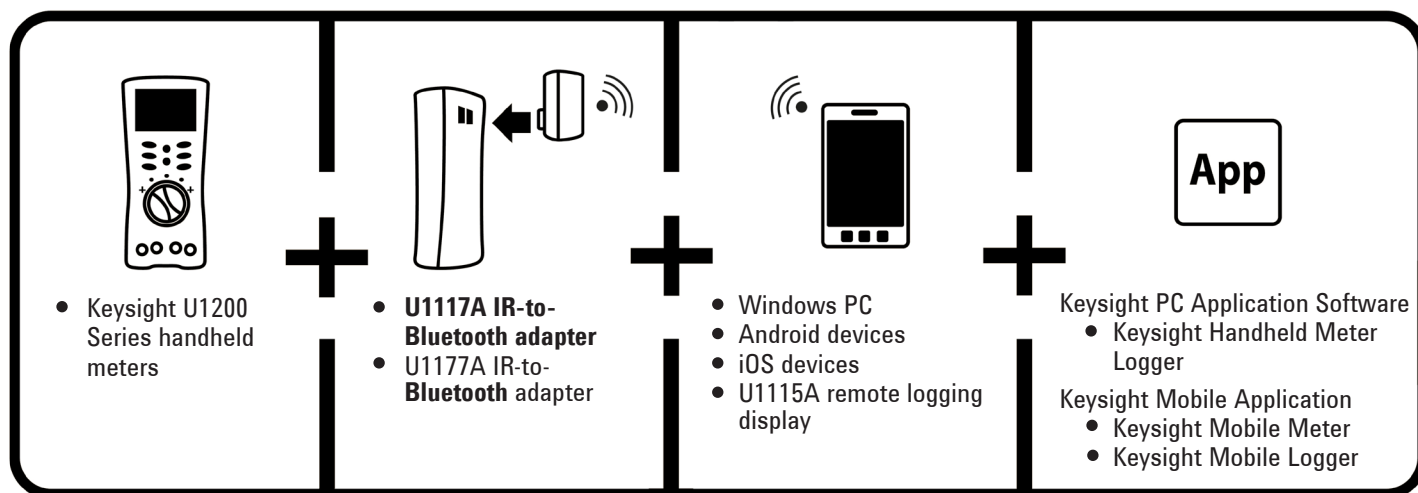 • Keysight U1200
Series handheld
meters
• U1117A IR-to-
Bluetooth adapter
• U1177A IR-to-
Bluetooth adapter
• Windows PC
• Android devices
• iOS devices
• U1115A remote logging
display
App
Keysight PC Application Software
• Keysight Handheld Meter
Logger
Keysight Mobile Application
• Keysight Mobile Meter
• Keysight Mobile Logger